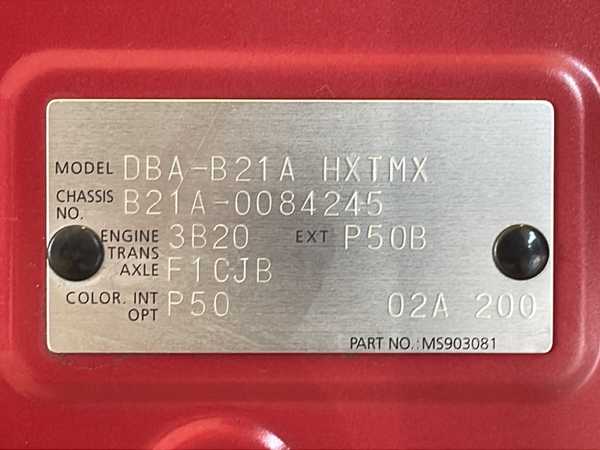 MODEL DBA-B21A HXTMX
CHASSIS NO. B21A-0084245
ENGINE 3B20 EXT P50B
TRANS AXLE F1CJB
COLOR. INT OPT P50 02A 200
PART NO.: MS903081